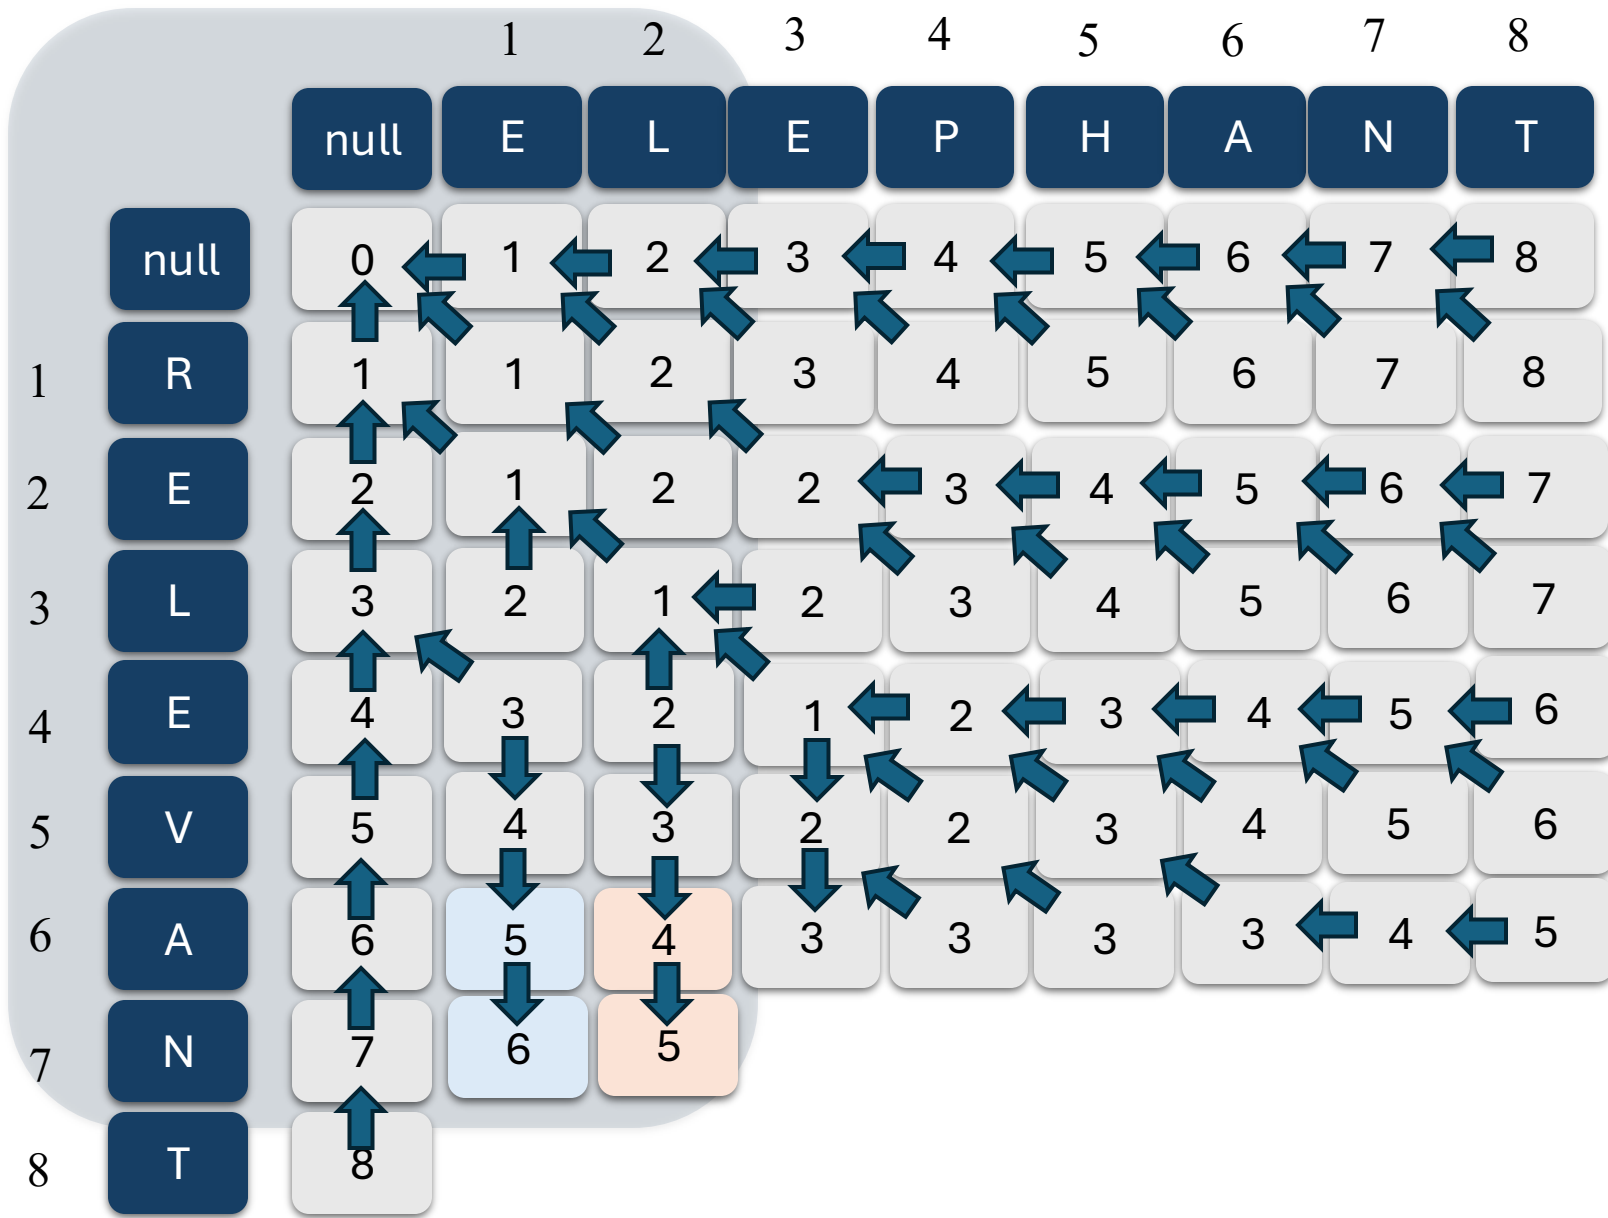 1 2 3 4 5 6 7 8
null E L E P H A N T
null 0 1 2 3 4 5 6 7 8
1 R 1 1 2 3 4 5 6 7 8
2 E 2 1 2 2 3 4 5 6 7
3 L 3 2 1 2 3 4 5 6 7
4 E 4 3 2 1 2 3 4 5 6
5 V 5 4 3 2 2 3 4 5 6
6 A 6 5 4 3 3 3 3 4 5
7 N 7 6 5
8 T 8